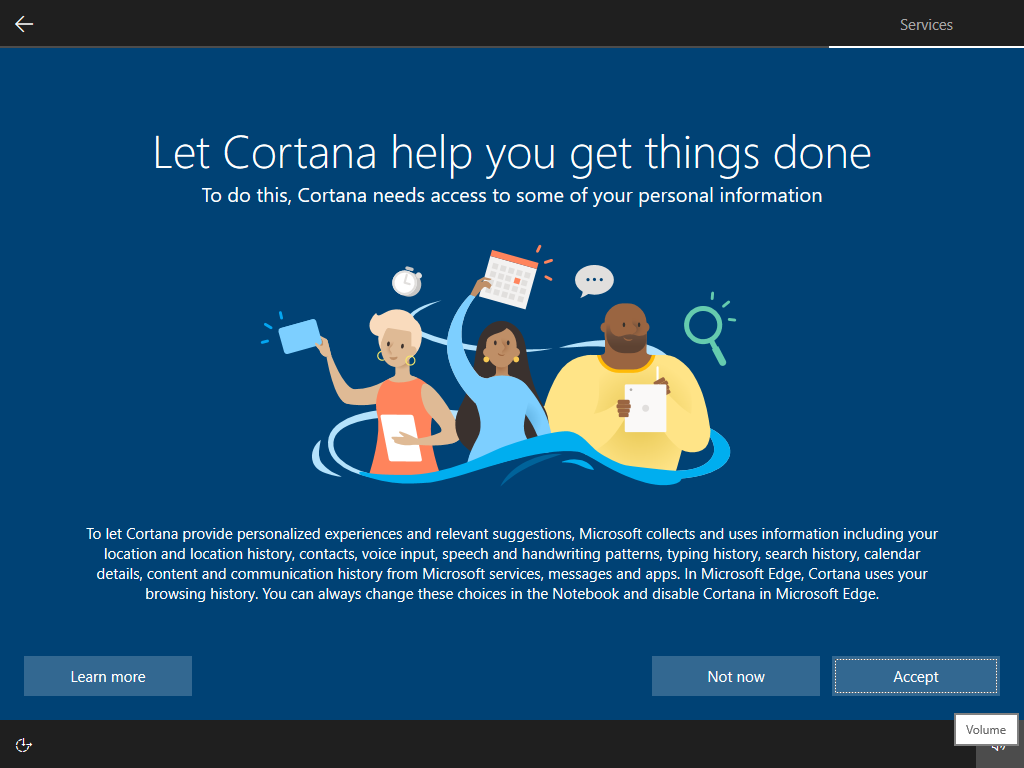 Services
Let Cortana help you get things done
To do this, Cortana needs access to some of your personal information
To let Cortana provide personalized experiences and relevant suggestions, Microsoft collects and uses information including your
location and location history, contacts, voice input, speech and handwriting patterns, typing history, search history, calendar
details, content and communication history from Microsoft services, messages and apps. In Microsoft Edge, Cortana uses your
browsing history. You can always change these choices in the Notebook and disable Cortana in Microsoft Edge.
Learn more
Not now
Accept
Volume